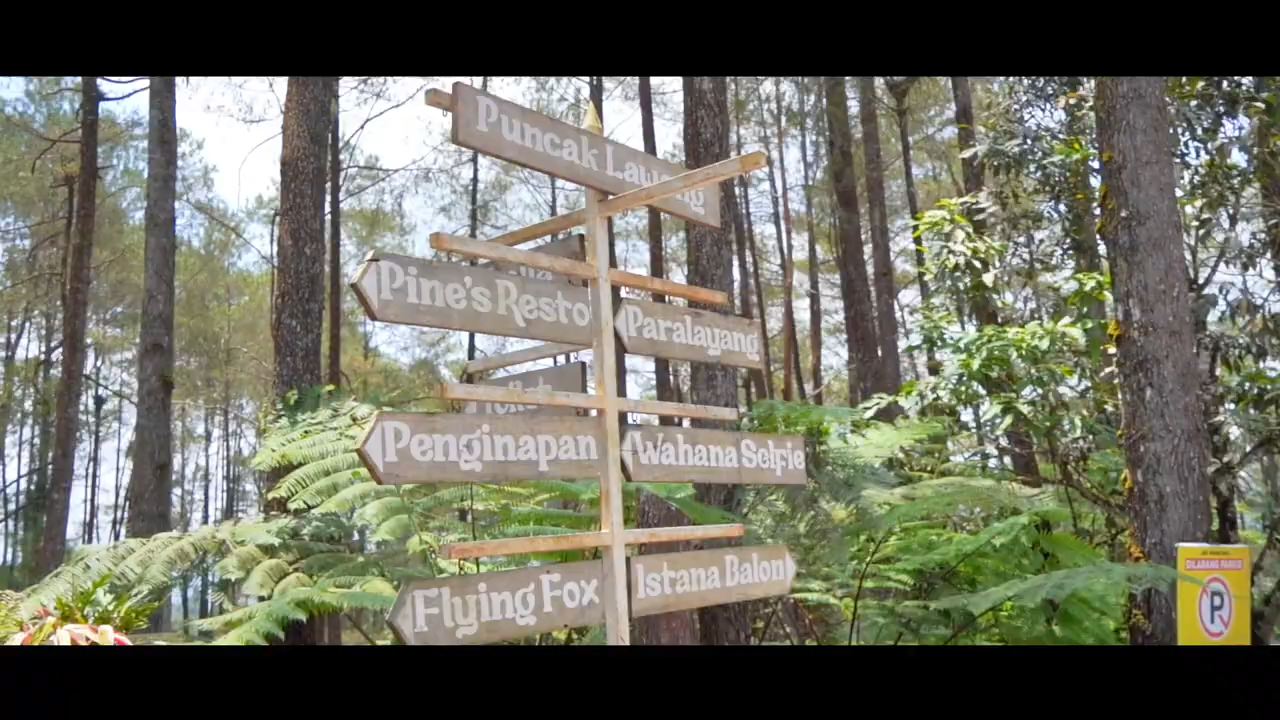 Puncak Lawang
Pine's Resto
Paralayang
Penginapan
Wahana Selfie
Flying Fox
Istana Balon
DILARANG PARKIR
P